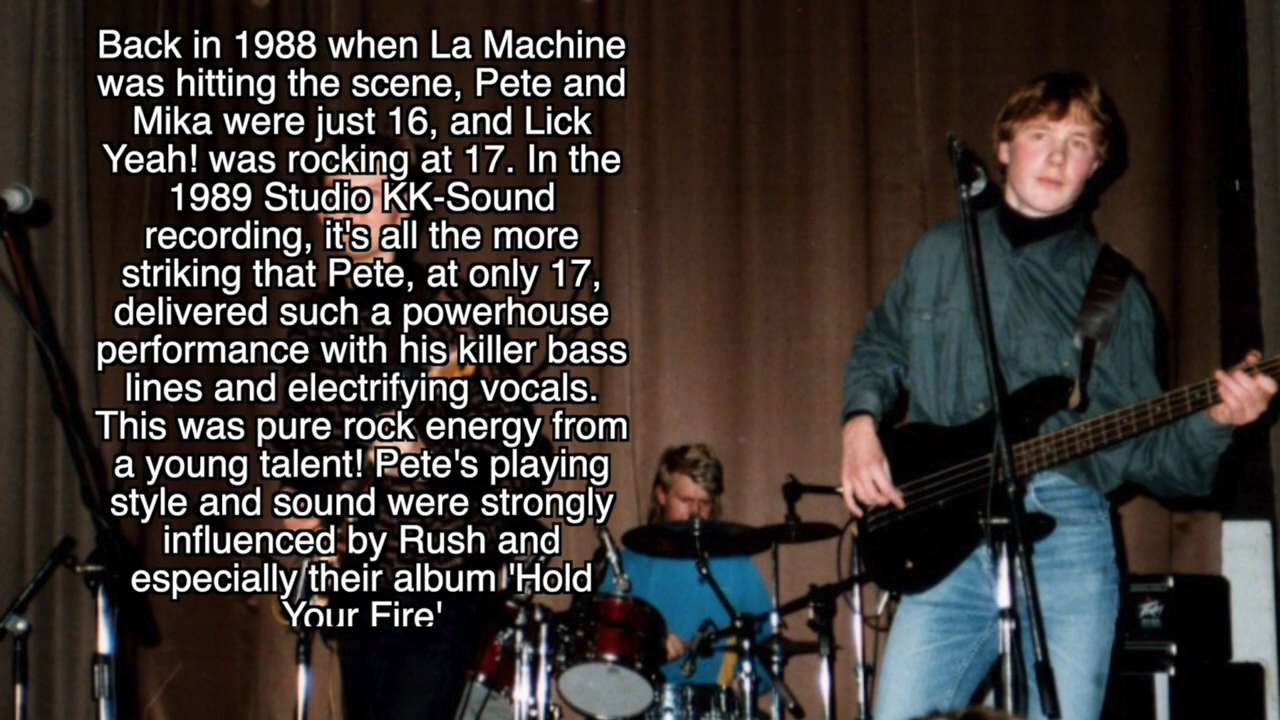 Back in 1988 when La Machine
was hitting the scene, Pete and
Mika were just 16, and Lick
Yeah! was rocking at 17. In the
1989 Studio KK-Sound
recording, it's all the more
striking that Pete, at only 17,
delivered such a powerhouse
performance with his killer bass
lines and electrifying vocals.
This was pure rock energy from
a young talent! Pete's playing
style and sound were strongly
influenced by Rush and
especially their album 'Hold
Your Fire'
PEAVEY